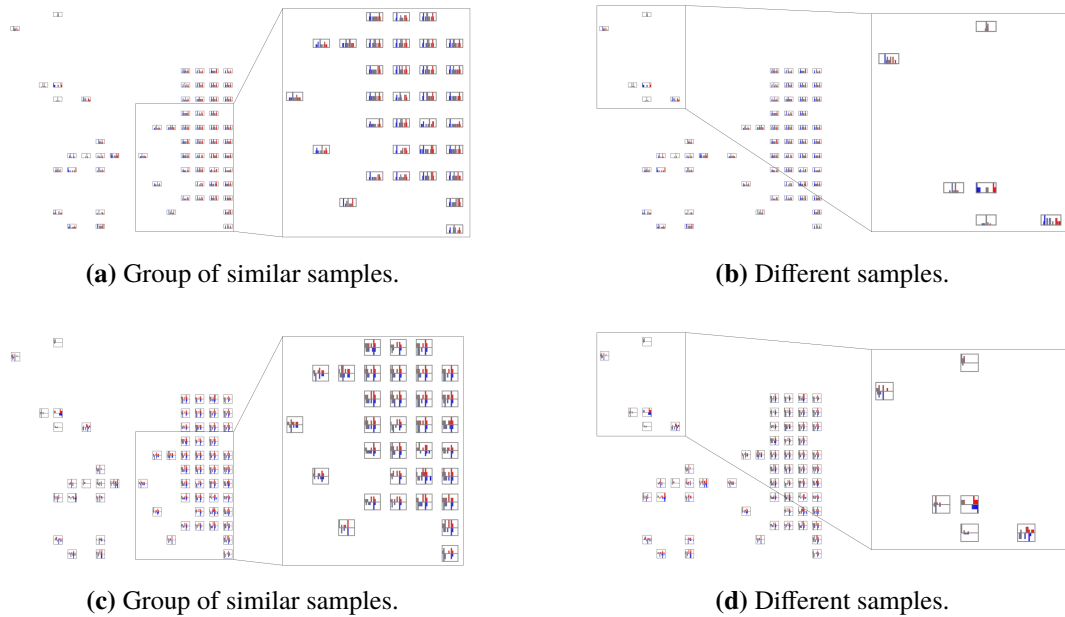 (a) Group of similar samples.
(b) Different samples.
(c) Group of similar samples.
(d) Different samples.